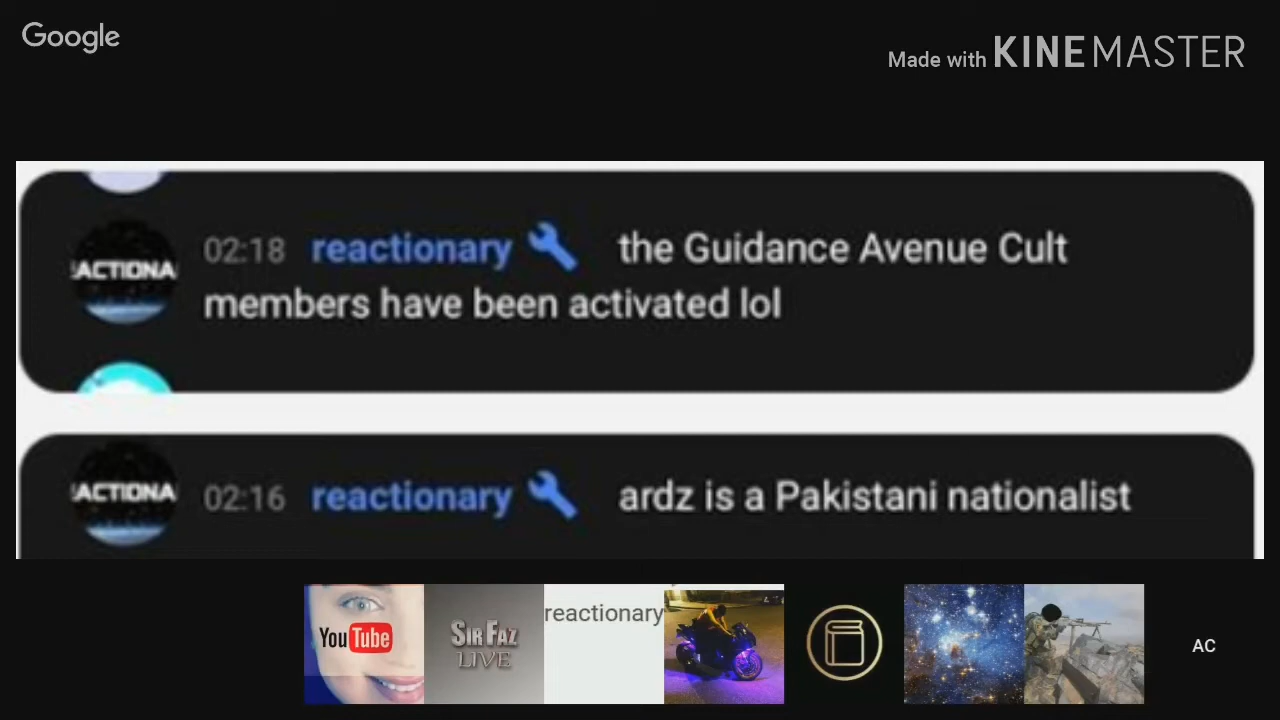 Google
Made with KINEMASTER
02:18 reactionary the Guidance Avenue Cult
members have been activated lol
ACTIONA
02:16 reactionary ardz is a Pakistani nationalist
ACTIONA
YouTube
SIR FAZ
LIVE
reactionary
AC